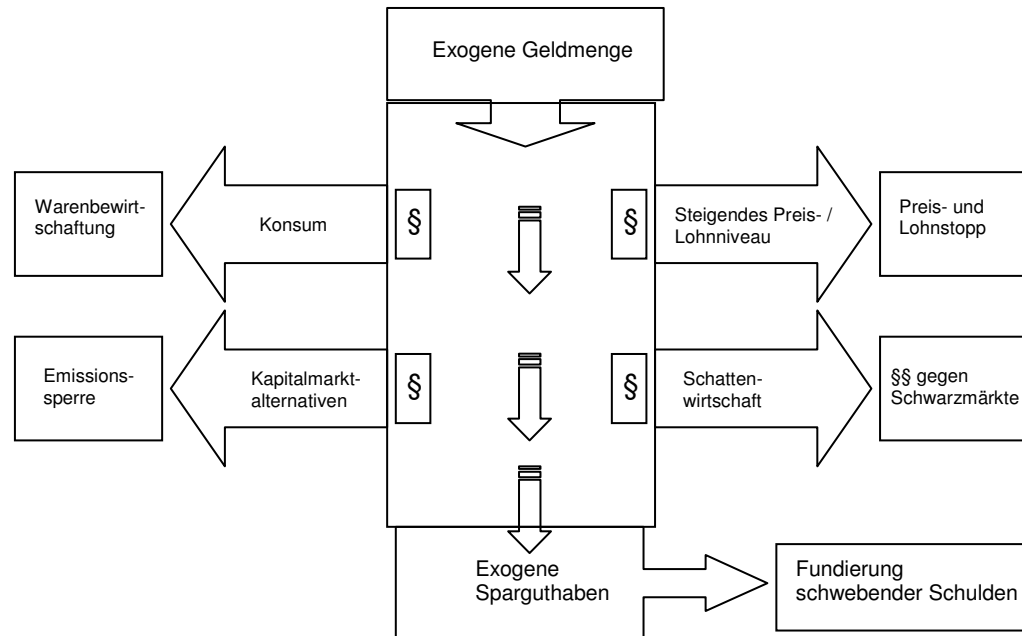 Exogene Geldmenge
Warenbewirt-
schaftung
Konsum
§
§
Steigendes Preis- /
Lohnniveau
Preis- und
Lohnstopp
Emissions-
sperre
Kapitalmarkt-
alternativen
§
§
Schatten-
wirtschaft
§§ gegen
Schwarzmärkte
Exogene
Sparguthaben
Fundierung
schwebender Schulden